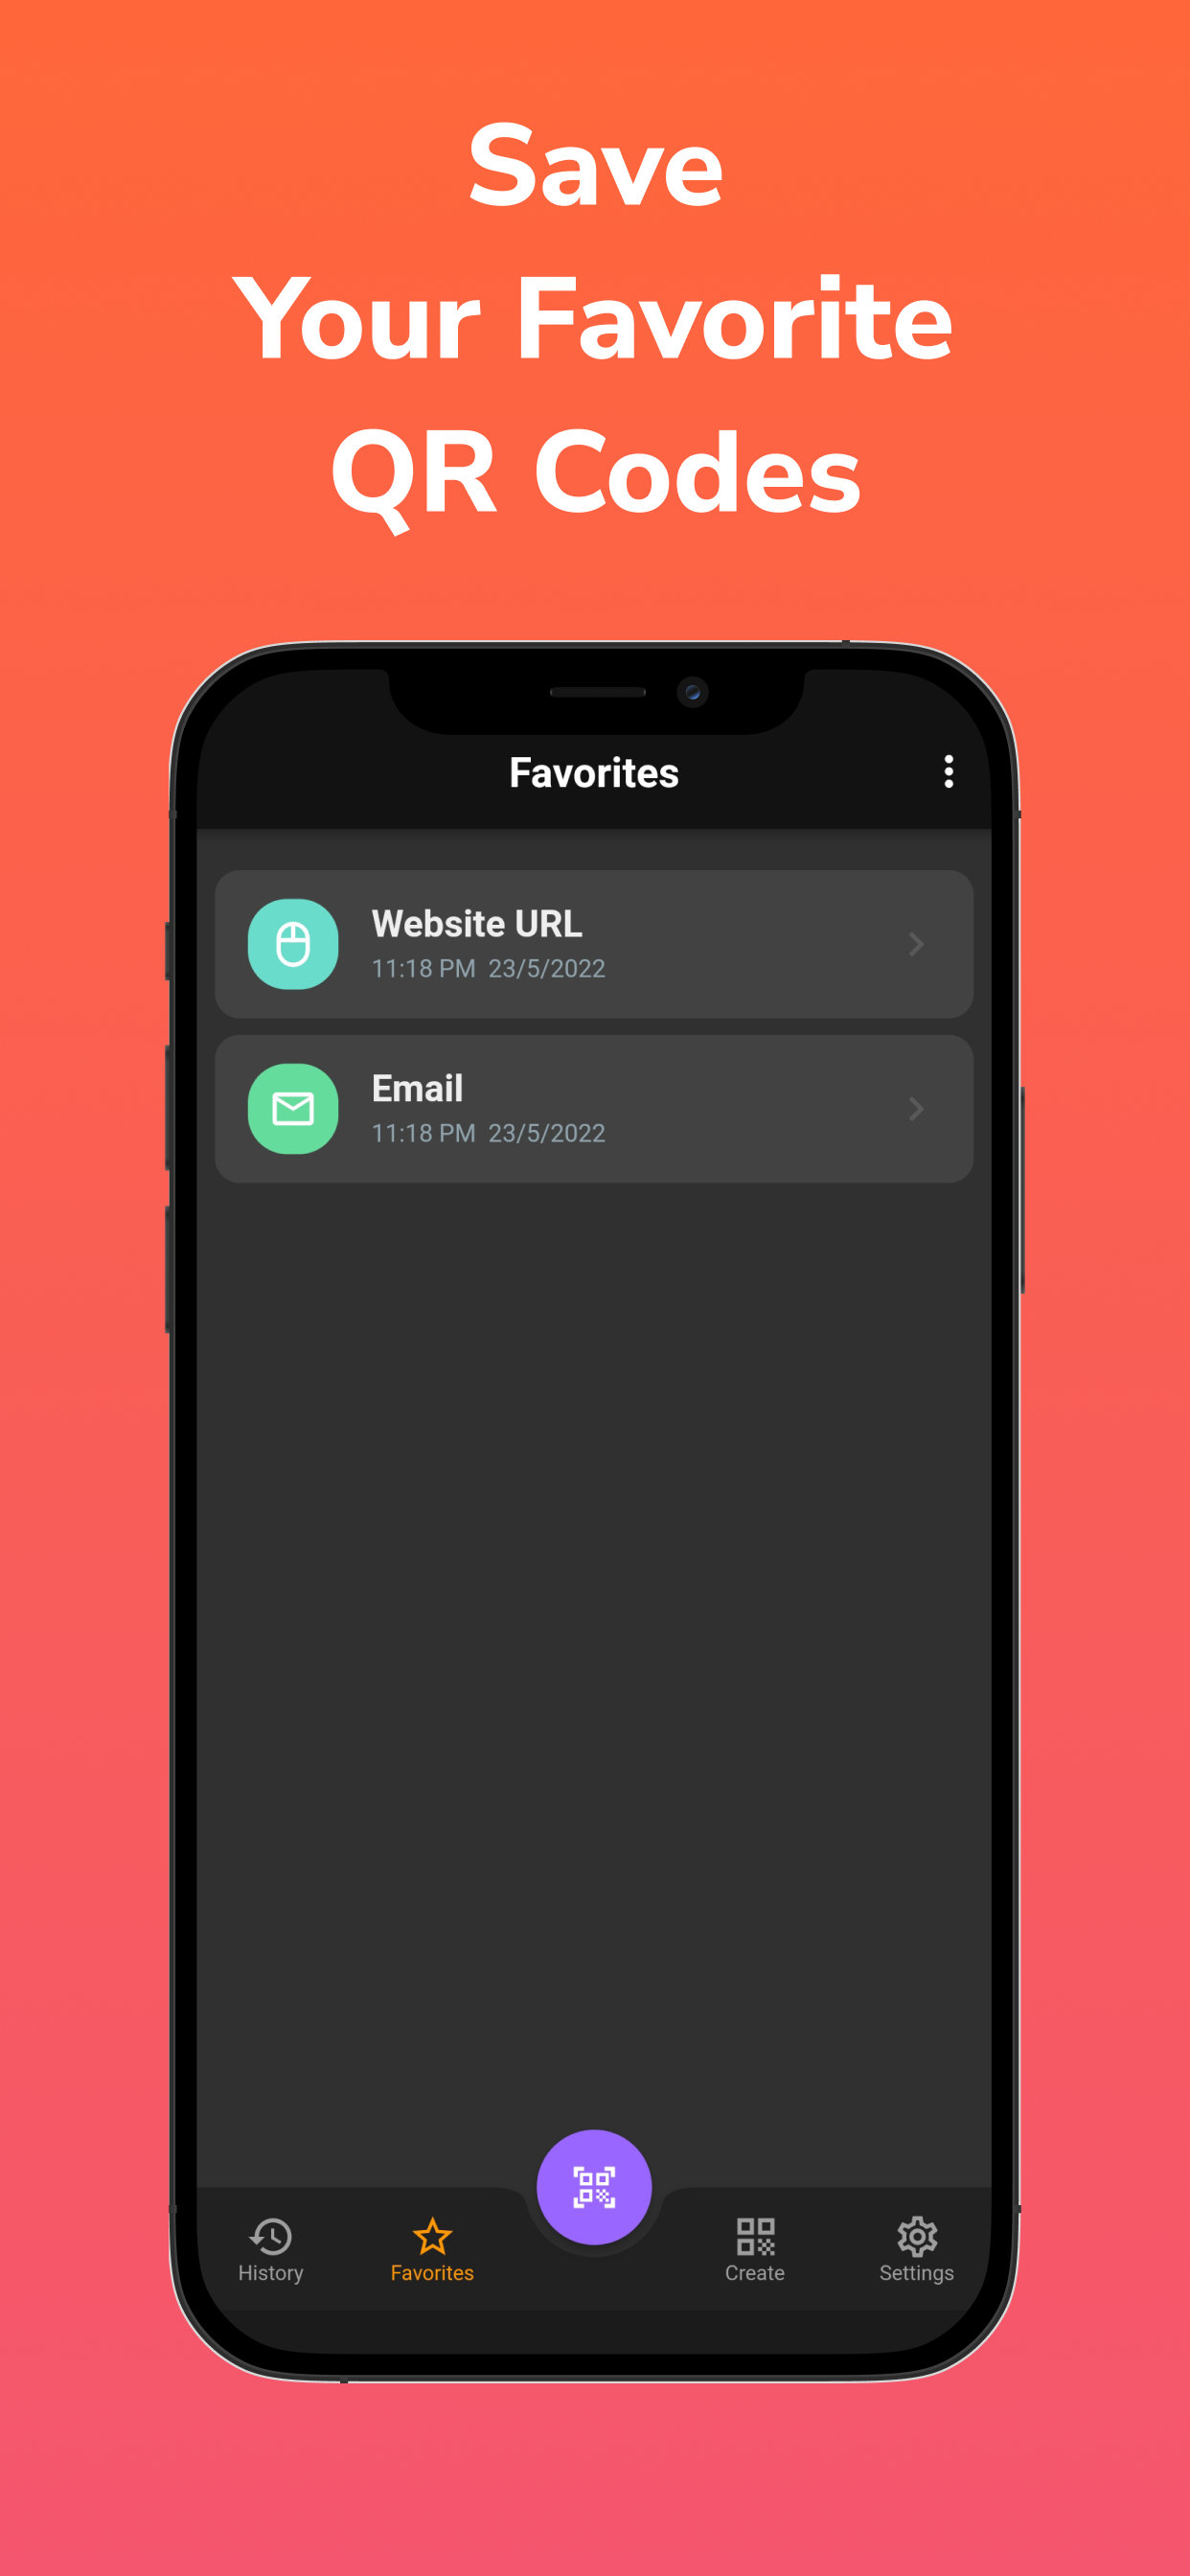 Save
Your Favorite
QR Codes
Favorites
Website URL
11:18 PM 23/5/2022
Email
11:18 PM 23/5/2022
History Favorites Create Settings